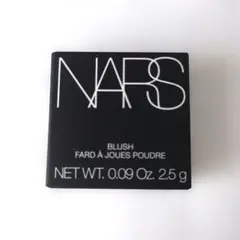 NARS
BLUSH
FARD À JOUES POUDRE
NET WT. 0.09 Oz. 2.5 g